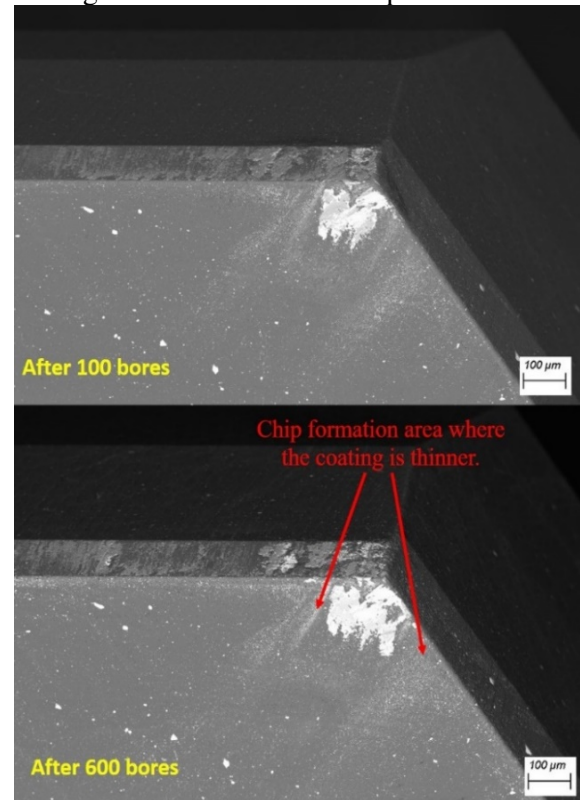 After 100 bores
100 µm
Chip formation area where
the coating is thinner.
After 600 bores
100 µm